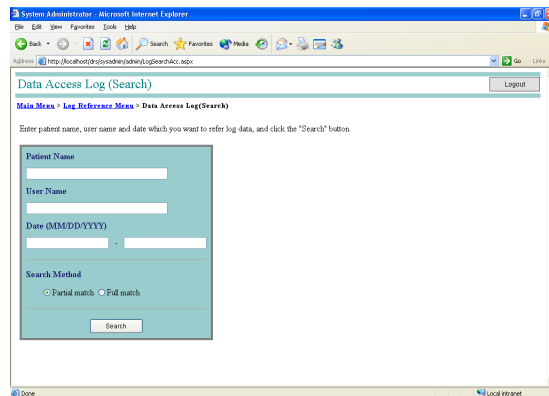 System Administrator - Microsoft Internet Explorer
File Edit View Favorites Tools Help
Back Search Favorites Media
Address http://localhost/drs/sysadmin/admin/LogSearchAcc.aspx Go Links
Data Access Log (Search) Logout
Main Menu > Log Reference Menu > Data Access Log(Search)
Enter patient name, user name and date which you want to refer log data, and click the "Search" button.
Patient Name
User Name
Date (MM/DD/YYYY)
-
Search Method
Partial match Full match
Search
Done Local intranet